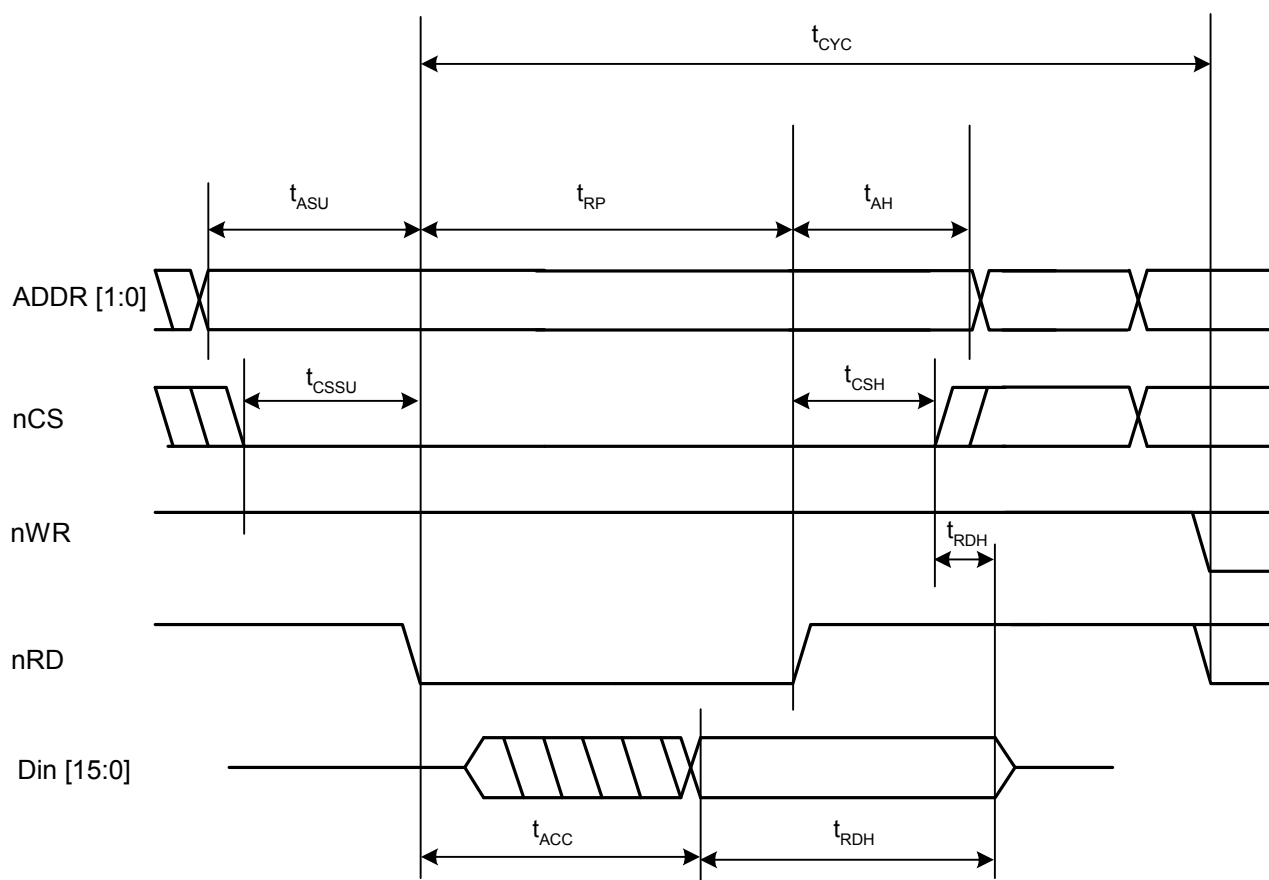 tCYC
tASU
tRP
tAH
ADDR [1:0]
tCSSU
tCSH
nCS
nWR
tRDH
nRD
Din [15:0]
tACC
tRDH